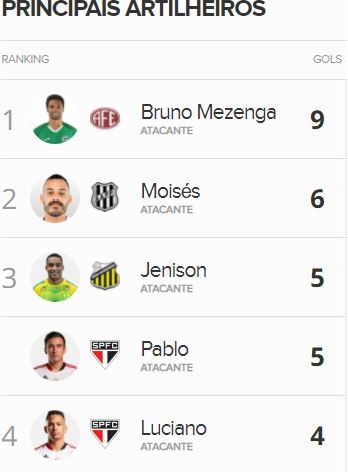 PRINCIPAIS ARTILHEIROS
RANKING GOLS
1 AFE Bruno Mezenga 9
ATACANTE
2 Moisés 6
ATACANTE
3 Jenison 5
ATACANTE
SPFC Pablo 5
ATACANTE
4 SPFC Luciano 4
ATACANTE